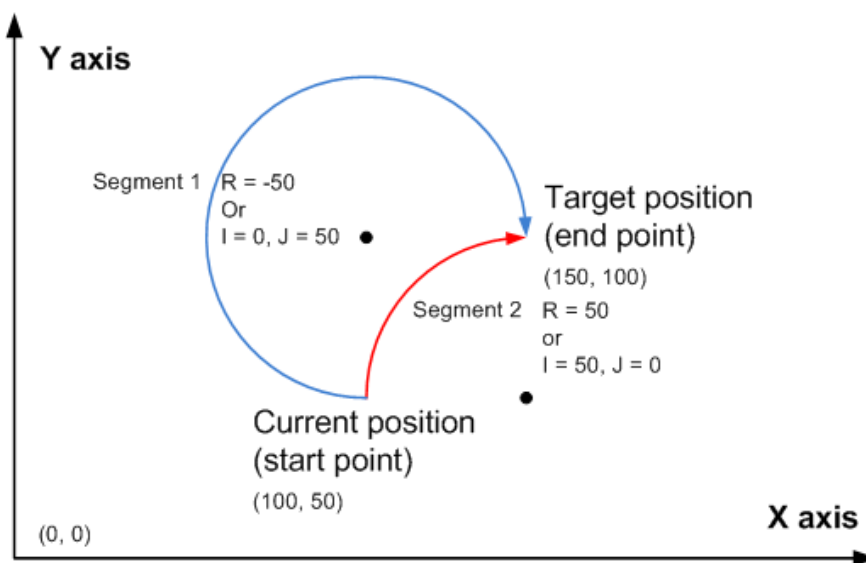 Y axis
Segment 1
R = -50
Or
I = 0, J = 50
Target position
(end point)
(150, 100)
Segment 2
R = 50
or
I = 50, J = 0
Current position
(start point)
(100, 50)
(0, 0)
X axis